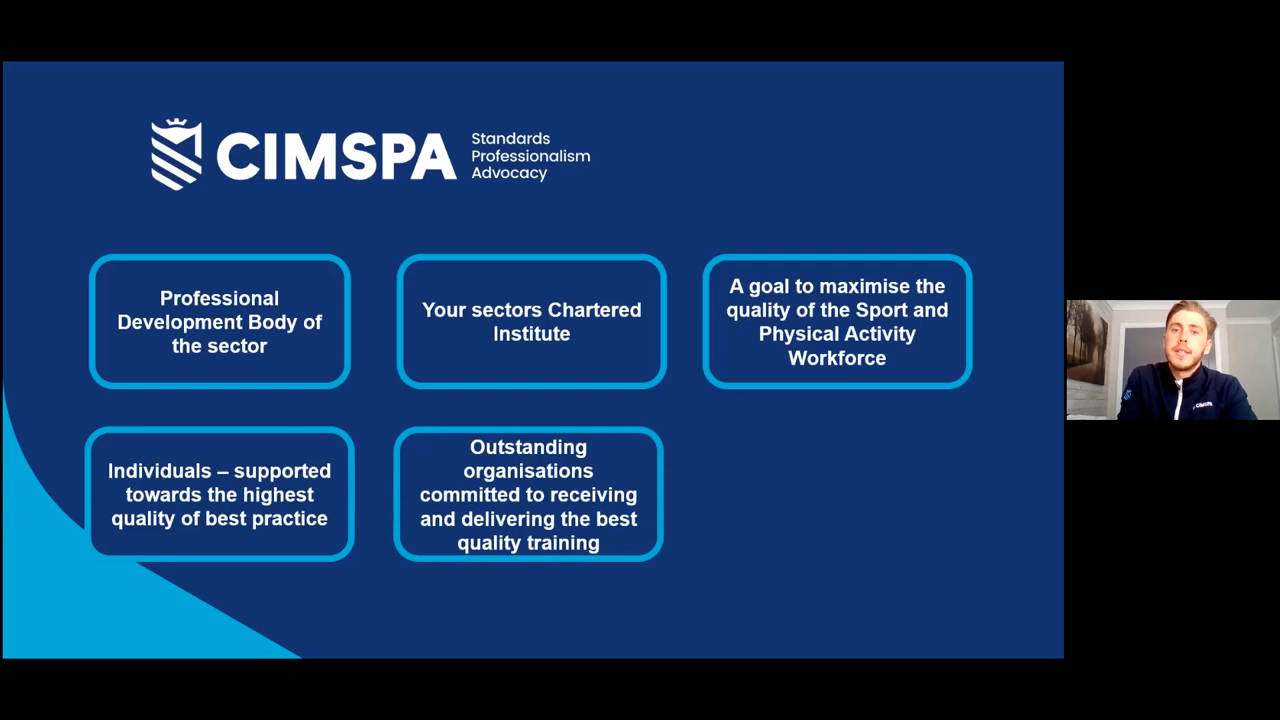 CIMSPA
Standards
Professionalism
Advocacy
Professional
Development Body of
the sector
Your sectors Chartered
Institute
A goal to maximise the
quality of the Sport and
Physical Activity
Workforce
Individuals – supported
towards the highest
quality of best practice
Outstanding
organisations
committed to receiving
and delivering the best
quality training
CIMSPA